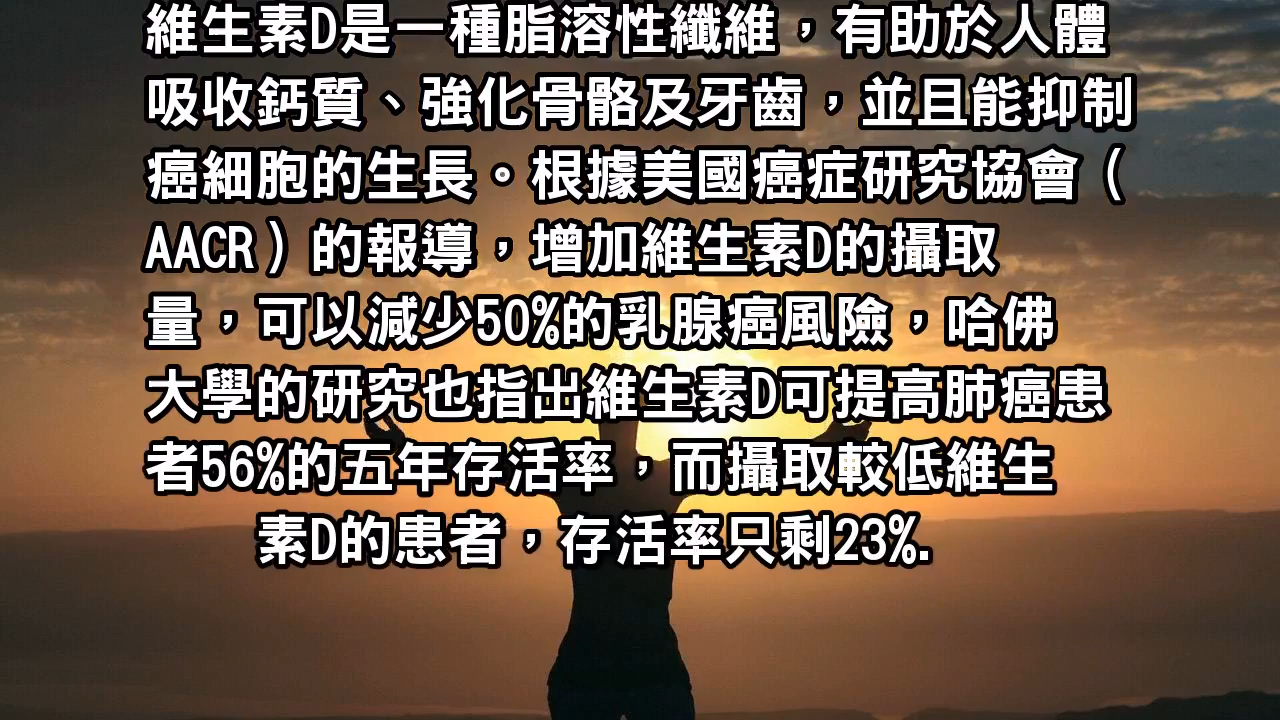 維生素D是一種脂溶性纖維，有助於人體
吸收鈣質、強化骨骼及牙齒，並且能抑制
癌細胞的生長。根據美國癌症研究協會（
AACR）的報導，增加維生素D的攝取
量，可以減少50%的乳腺癌風險，哈佛
大學的研究也指出維生素D可提高肺癌患
者56%的五年存活率，而攝取較低維生
素D的患者，存活率只剩23%.